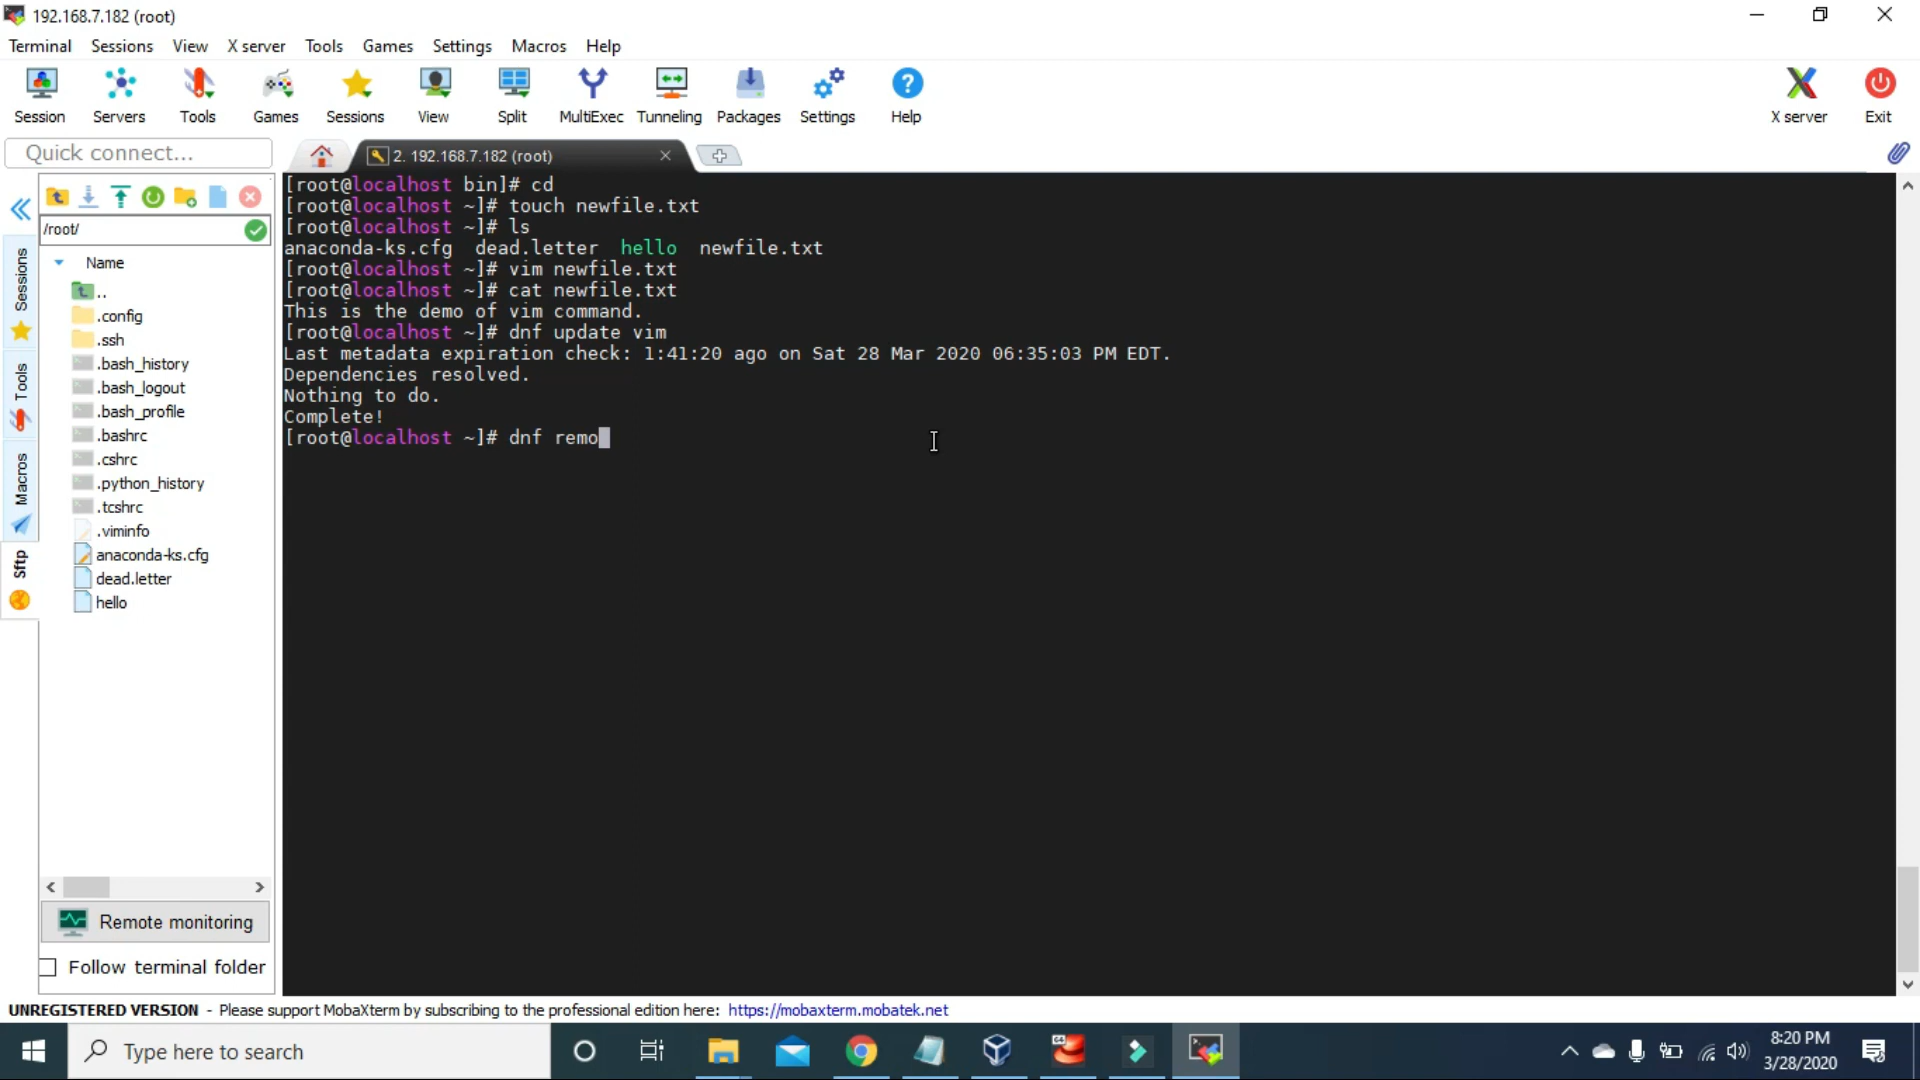 192.168.7.182 (root)
Terminal Sessions View X server Tools Games Settings Macros Help
Session Servers Tools Games Sessions View Split MultiExec Tunneling Packages Settings Help X server Exit
Quick connect...
2. 192.168.7.182 (root)
/root/
Name
..
.config
.ssh
.bash_history
.bash_logout
.bash_profile
.bashrc
.cshrc
.python_history
.tcshrc
.viminfo
anaconda-ks.cfg
dead.letter
hello
Sessions
Tools
Macros
Sftp
Remote monitoring
Follow terminal folder
[root@localhost bin]# cd
[root@localhost ~]# touch newfile.txt
[root@localhost ~]# ls
anaconda-ks.cfg dead.letter hello newfile.txt
[root@localhost ~]# vim newfile.txt
[root@localhost ~]# cat newfile.txt
This is the demo of vim command.
[root@localhost ~]# dnf update vim
Last metadata expiration check: 1:41:20 ago on Sat 28 Mar 2020 06:35:03 PM EDT.
Dependencies resolved.
Nothing to do.
Complete!
[root@localhost ~]# dnf remo
UNREGISTERED VERSION - Please support MobaXterm by subscribing to the professional edition here: https://mobaxterm.mobatek.net
Type here to search
64
8:20 PM
3/28/2020